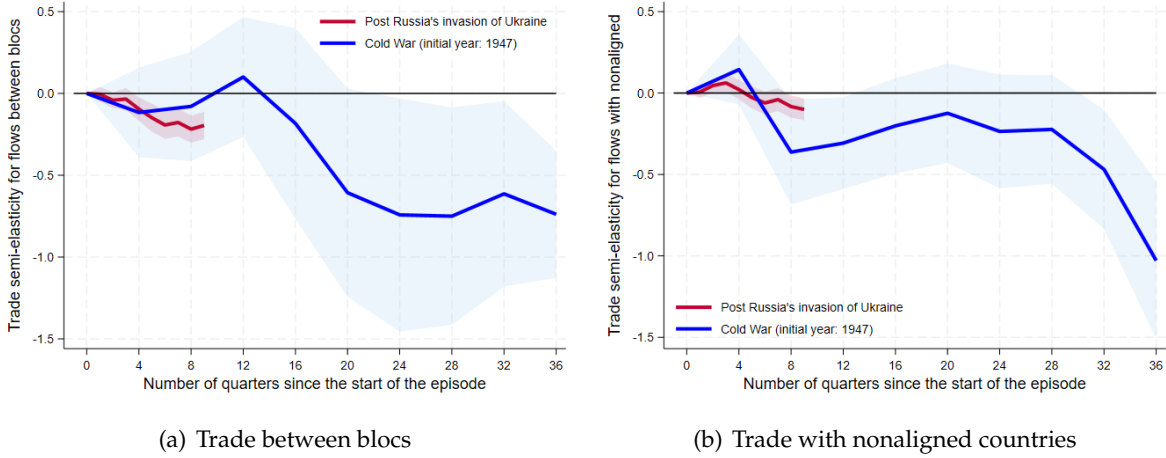 Trade semi-elasticity for flows between blocs
0.5
0.0
-0.5
-1.0
-1.5
Post Russia's invasion of Ukraine
Cold War (initial year: 1947)
0 4 8 12 16 20 24 28 32 36
Number of quarters since the start of the episode
(a) Trade between blocs
Trade semi-elasticity for flows with nonaligned
0.5
0.0
-0.5
-1.0
-1.5
Post Russia's invasion of Ukraine
Cold War (initial year: 1947)
0 4 8 12 16 20 24 28 32 36
Number of quarters since the start of the episode
(b) Trade with nonaligned countries